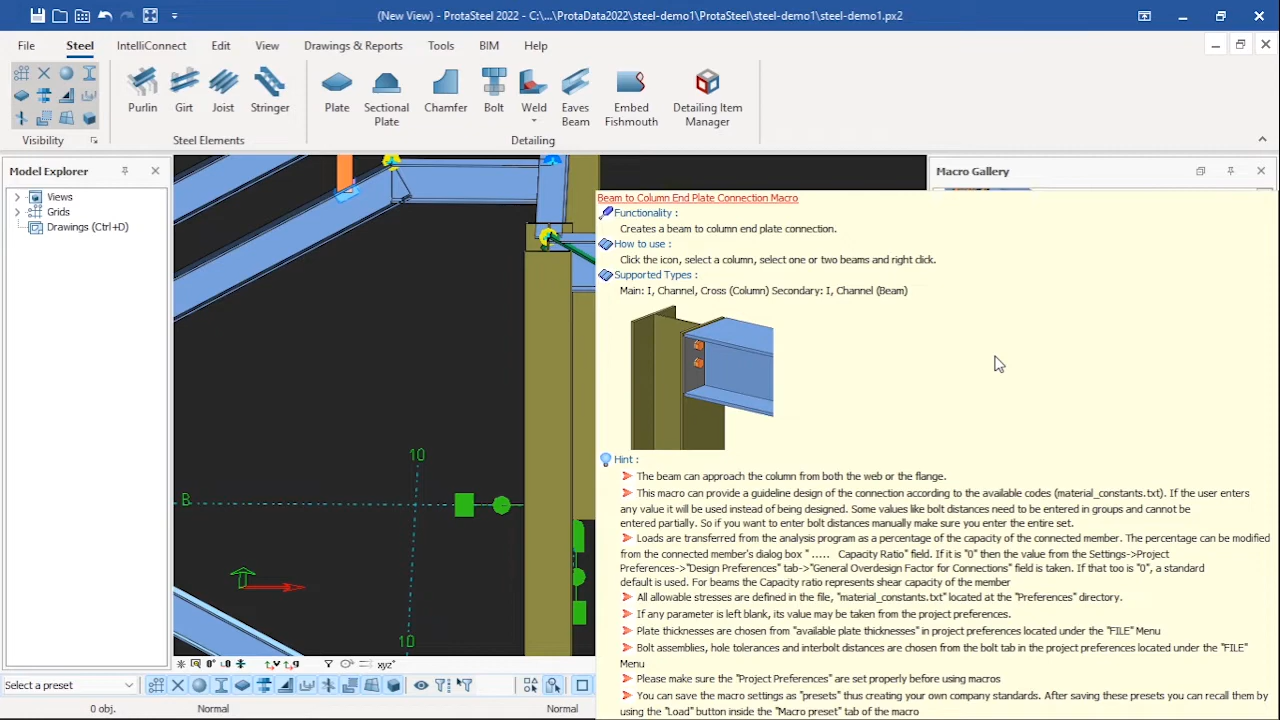 (New View) - ProtaSteel 2022 - C:\...\ProtaData2022\steel-demo1\ProtaSteel\steel-demo1\steel-demo1.px2
File Steel IntelliConnect Edit View Drawings & Reports Tools BIM Help
Purlin Girt Joist Stringer Plate Sectional Plate Chamfer Bolt Weld Eaves Beam Embed Fishmouth Detailing Item Manager
Visibility Steel Elements Detailing
Model Explorer
Views
Grids
Drawings (Ctrl+D)
Macro Gallery
Beam to Column End Plate Connection Macro
Functionality :
Creates a beam to column end plate connection.
How to use :
Click the icon, select a column, select one or two beams and right click.
Supported Types :
Main: I, Channel, Cross (Column) Secondary: I, Channel (Beam)
Hint :
The beam can approach the column from both the web or the flange.
This macro can provide a guideline design of the connection according to the available codes (material_constants.txt). If the user enters
any value it will be used instead of being designed. Some values like bolt distances need to be entered in groups and cannot be
entered partially. So if you want to enter bolt distances manually make sure you enter the entire set.
Loads are transferred from the analysis program as a percentage of the capacity of the connected member. The percentage can be modified
from the connected member's dialog box " ..... Capacity Ratio" field. If it is "0" then the value from the Settings->Project
Preferences->"Design Preferences" tab->"General Overdesign Factor for Connections" field is taken. If that too is "0", a standard
default is used. For beams the Capacity ratio represents shear capacity of the member
All allowable stresses are defined in the file, "material_constants.txt" located at the "Preferences" directory.
If any parameter is left blank, its value may be taken from the project preferences.
Plate thicknesses are chosen from "available plate thicknesses" in project preferences located under the "FILE" Menu
Bolt assemblies, hole tolerances and interbolt distances are chosen from the bolt tab in the project preferences located under the "FILE"
Menu
Please make sure the "Project Preferences" are set properly before using macros
You can save the macro settings as "presets" thus creating your own company standards. After saving these presets you can recall them by
using the "Load" button inside the "Macro preset" tab of the macro
10
B
10
xyz
Select a preset
0 obj. Normal Normal